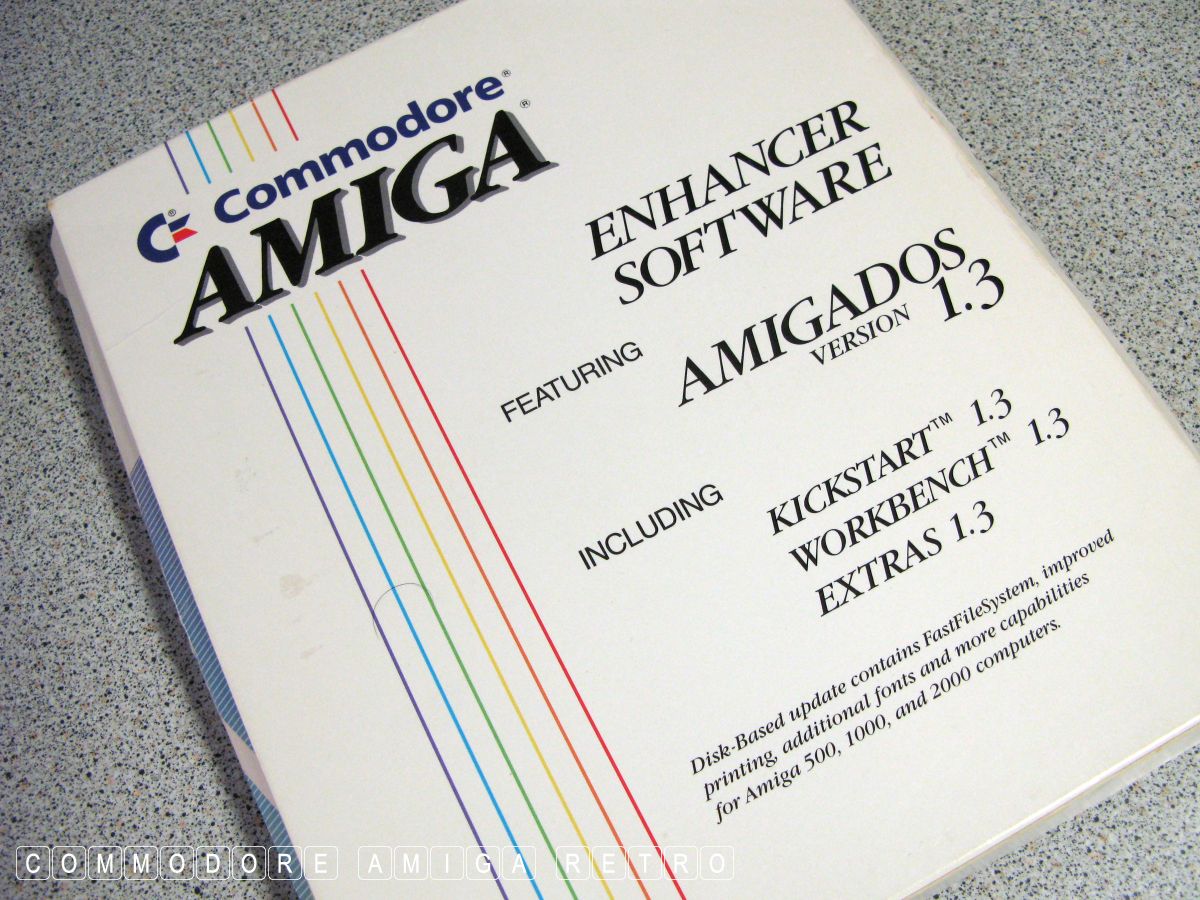 Commodore®
AMIGA®
ENHANCER
SOFTWARE
FEATURING AMIGADOS
VERSION 1.3
INCLUDING KICKSTART™ 1.3
WORKBENCH™ 1.3
EXTRAS 1.3
Disk-Based update contains FastFileSystem, improved
printing, additional fonts and more capabilities
for Amiga 500, 1000, and 2000 computers.
COMMODORE AMIGA RETRO